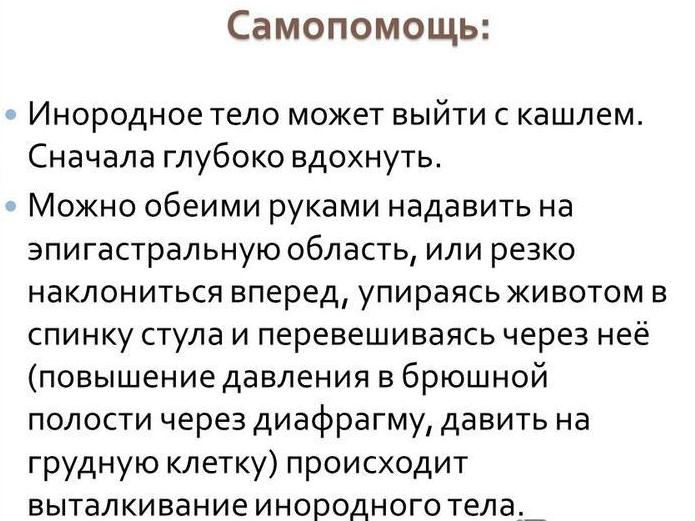 Самопомощь:
Инородное тело может выйти с кашлем.
Сначала глубоко вдохнуть.
Можно обеими руками надавить на
эпигастральную область, или резко
наклониться вперед, упираясь животом в
спинку стула и перевешиваясь через неё
(повышение давления в брюшной
полости через диафрагму, давить на
грудную клетку) происходит
выталкивание инородного тела.